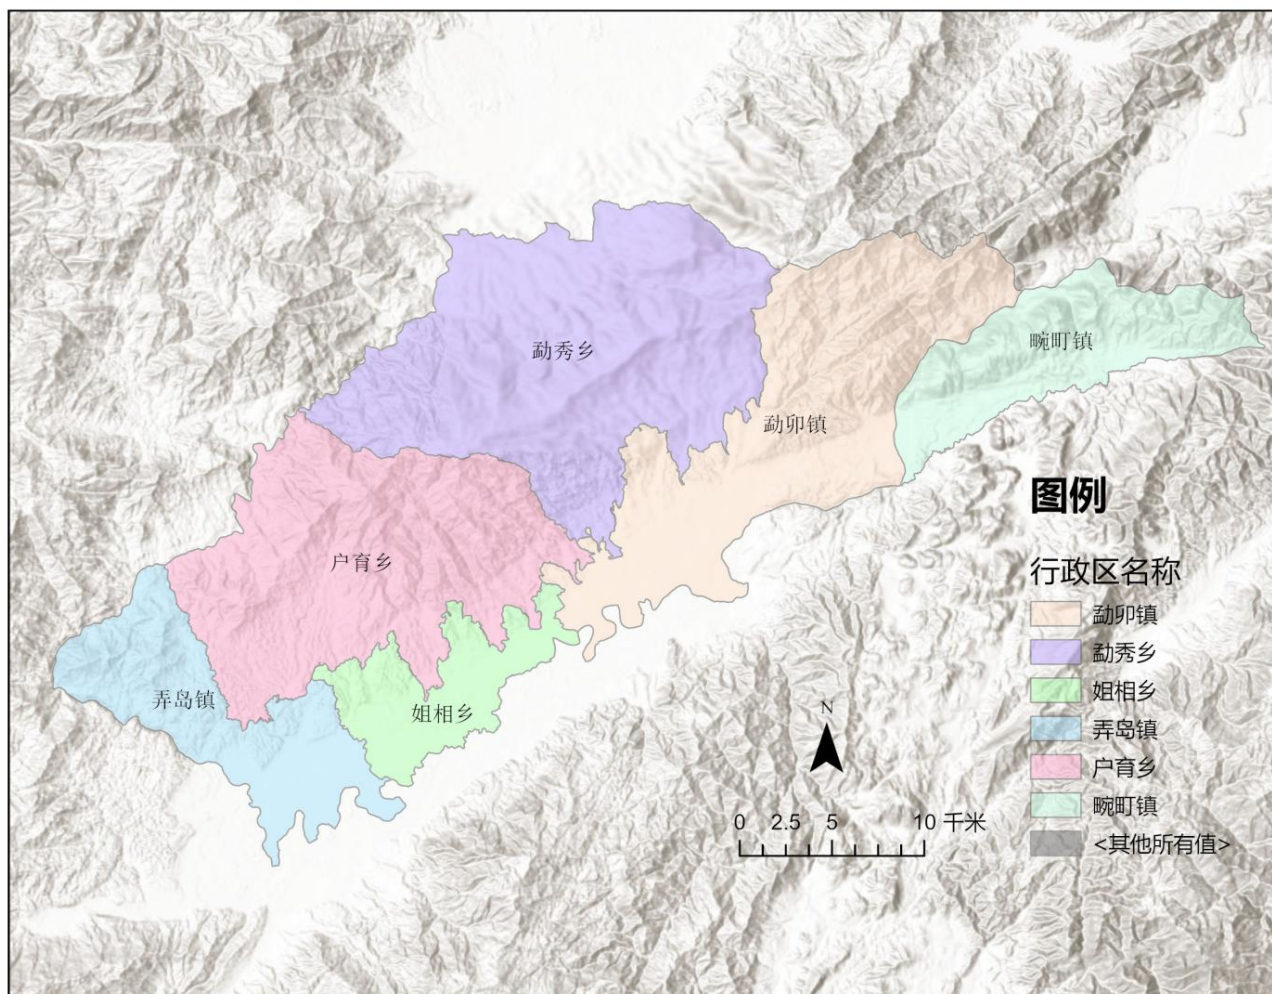 勐秀乡
畹町镇
勐卯镇
户育乡
弄岛镇
姐相乡
图例
行政区名称
勐卯镇
勐秀乡
姐相乡
弄岛镇
户育乡
畹町镇
<其他所有值>
N
0 2.5 5 10 千米